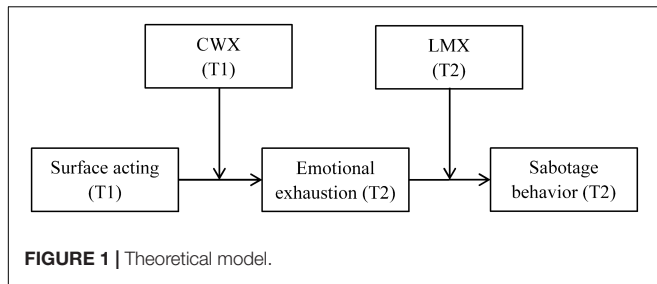 CWX
(T1)
LMX
(T2)
Surface acting
(T1)
Emotional
exhaustion (T2)
Sabotage
behavior (T2)
FIGURE 1 | Theoretical model.